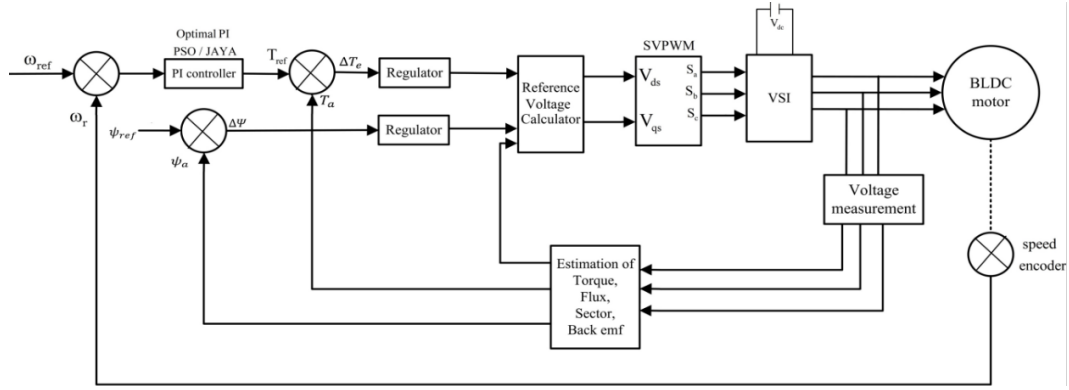 Optimal PI
PSO / JAYA
PI controller
ω_ref
ω_r
T_ref
ΔT_e
T_a
Regulator
ψ_ref
ΔΨ
ψ_a
Regulator
Reference
Voltage
Calculator
SVPWM
V_ds
V_qs
S_a
S_b
S_c
V_dc
VSI
BLDC
motor
Voltage
measurement
speed
encoder
Estimation of
Torque,
Flux,
Sector,
Back emf